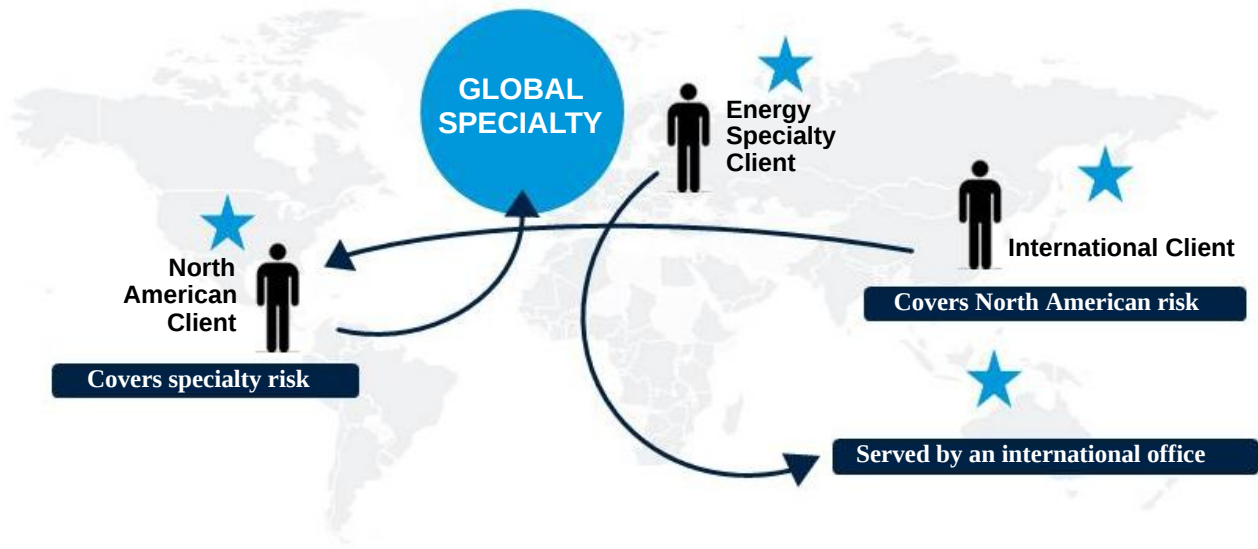 GLOBAL
SPECIALTY
Energy
Specialty
Client
International Client
Covers North American risk
North
American
Client
Covers specialty risk
Served by an international office